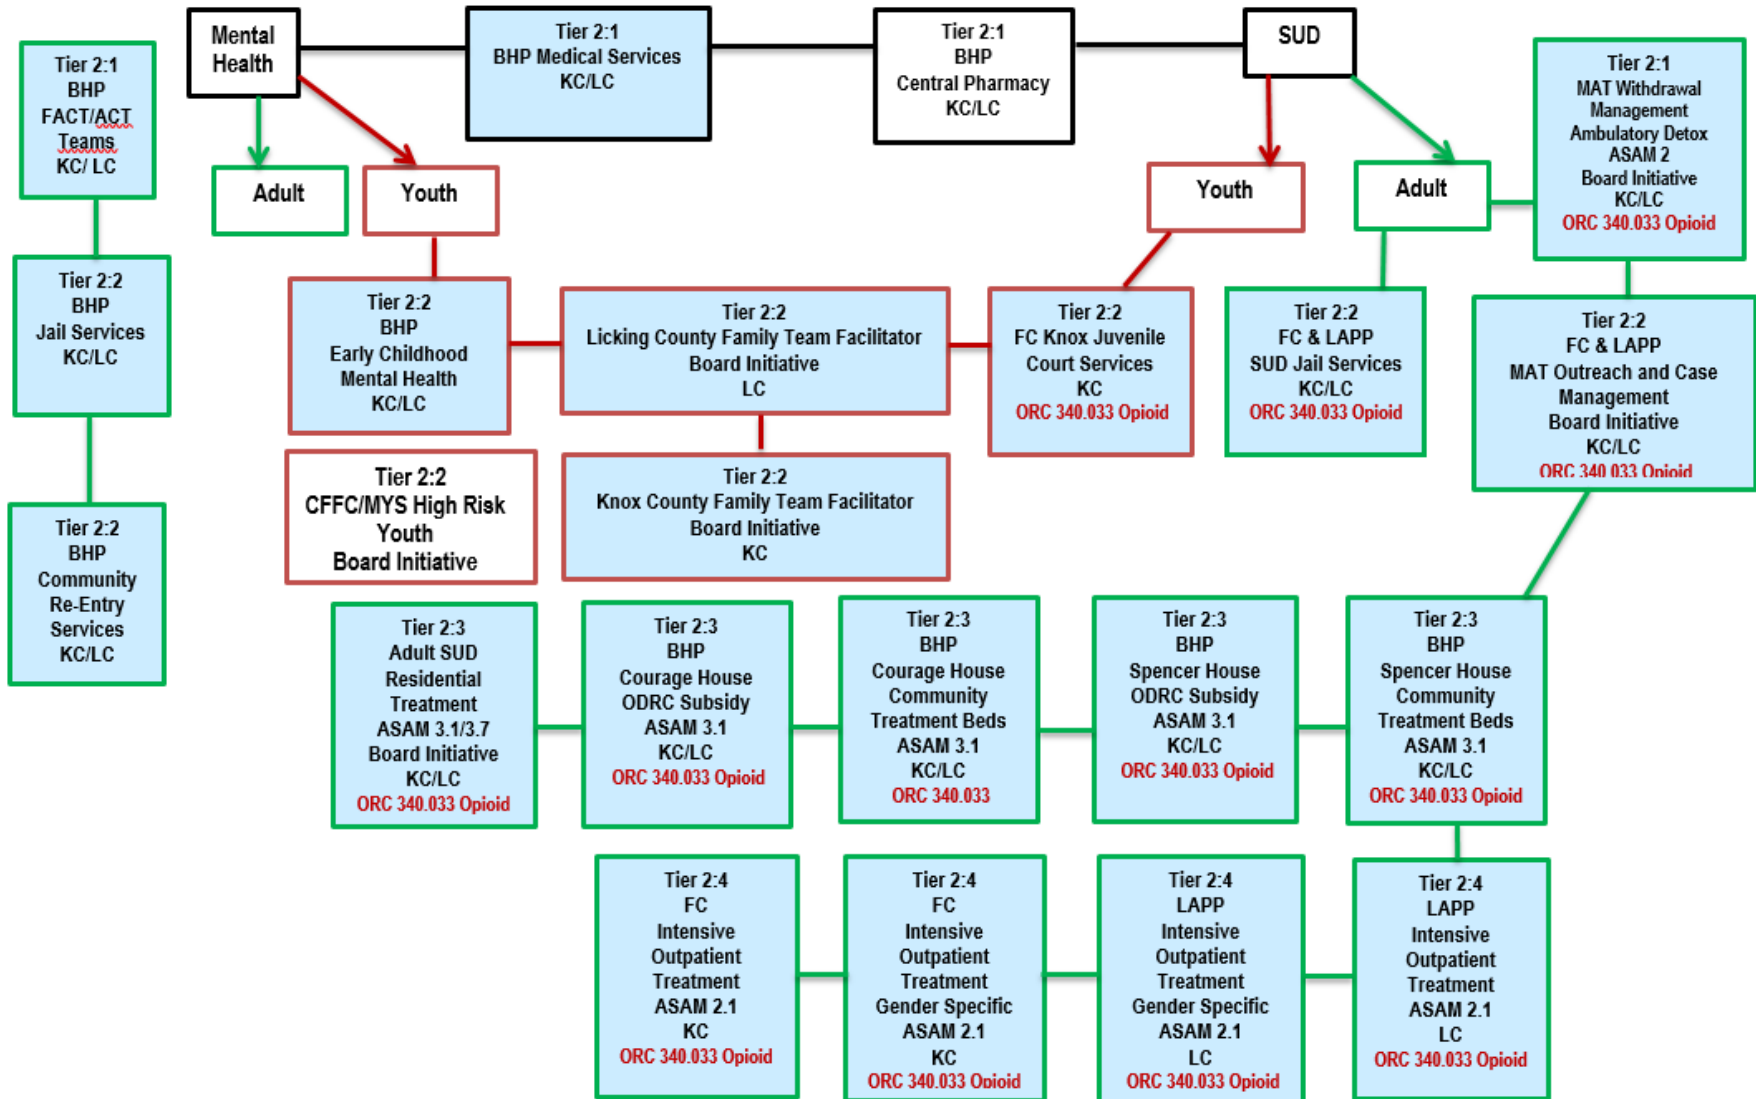 Mental
Health
Tier 2:1
BHP Medical Services
KC/LC
Tier 2:1
BHP
Central Pharmacy
KC/LC
SUD
Tier 2:1
BHP
FACT/ACT
Teams
KC/ LC
Tier 2:1
MAT Withdrawal
Management
Ambulatory Detox
ASAM 2
Board Initiative
KC/LC
ORC 340.033 Opioid
Adult
Youth
Youth
Adult
Tier 2:2
BHP
Jail Services
KC/LC
Tier 2:2
BHP
Early Childhood
Mental Health
KC/LC
Tier 2:2
Licking County Family Team Facilitator
Board Initiative
LC
Tier 2:2
FC Knox Juvenile
Court Services
KC
ORC 340.033 Opioid
Tier 2:2
FC & LAPP
SUD Jail Services
KC/LC
ORC 340.033 Opioid
Tier 2:2
FC & LAPP
MAT Outreach and Case
Management
Board Initiative
KC/LC
ORC 340.033 Opioid
Tier 2:2
CFFC/MYS High Risk
Youth
Board Initiative
Tier 2:2
Knox County Family Team Facilitator
Board Initiative
KC
Tier 2:2
BHP
Community
Re-Entry
Services
KC/LC
Tier 2:3
Adult SUD
Residential
Treatment
ASAM 3.1/3.7
Board Initiative
KC/LC
ORC 340.033 Opioid
Tier 2:3
BHP
Courage House
ODRC Subsidy
ASAM 3.1
KC/LC
ORC 340.033 Opioid
Tier 2:3
BHP
Courage House
Community
Treatment Beds
ASAM 3.1
KC/LC
ORC 340.033
Tier 2:3
BHP
Spencer House
ODRC Subsidy
ASAM 3.1
KC/LC
ORC 340.033 Opioid
Tier 2:3
BHP
Spencer House
Community
Treatment Beds
ASAM 3.1
KC/LC
ORC 340.033 Opioid
Tier 2:4
FC
Intensive
Outpatient
Treatment
ASAM 2.1
KC
ORC 340.033 Opioid
Tier 2:4
FC
Intensive
Outpatient
Treatment
Gender Specific
ASAM 2.1
KC
ORC 340.033 Opioid
Tier 2:4
LAPP
Intensive
Outpatient
Treatment
Gender Specific
ASAM 2.1
LC
ORC 340.033 Opioid
Tier 2:4
LAPP
Intensive
Outpatient
Treatment
ASAM 2.1
LC
ORC 340.033 Opioid